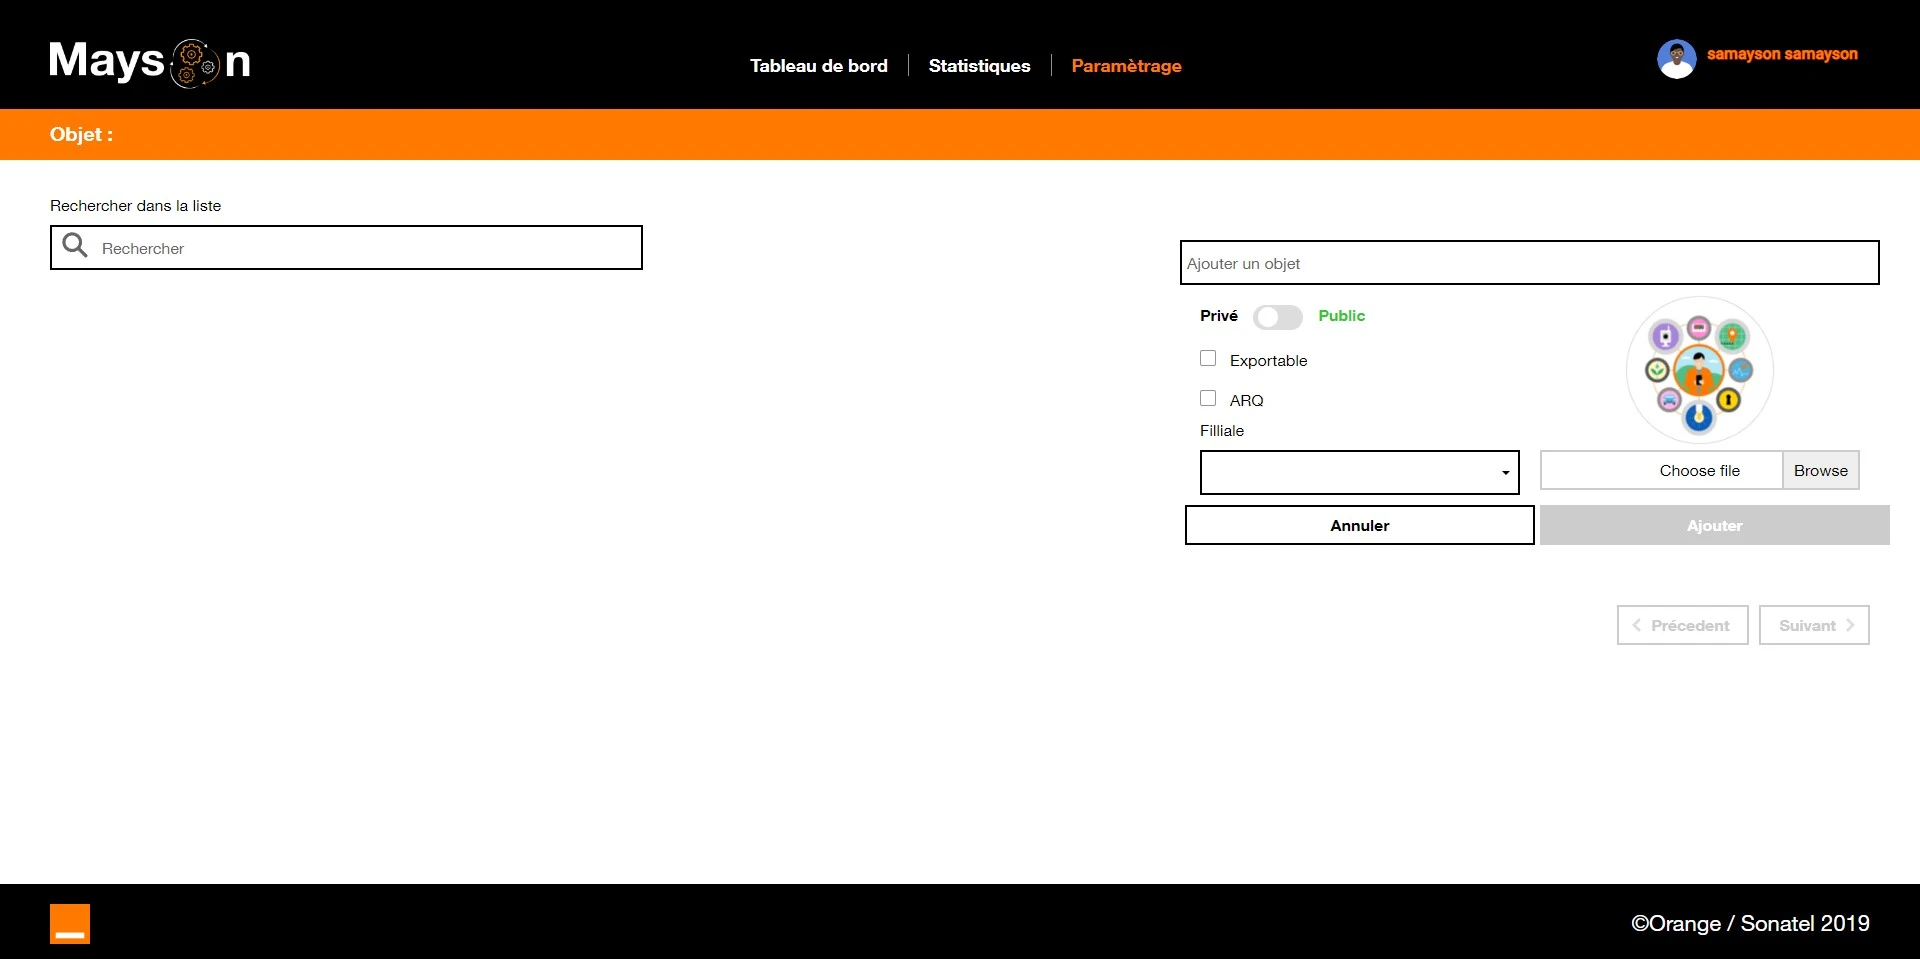 Mayson
Tableau de bord
Statistiques
Paramètrage
samayson samayson
Objet :
Rechercher dans la liste
Rechercher
Ajouter un objet
Privé
Public
Exportable
ARQ
Filliale
Choose file
Browse
Annuler
Ajouter
Précedent
Suivant
©Orange / Sonatel 2019